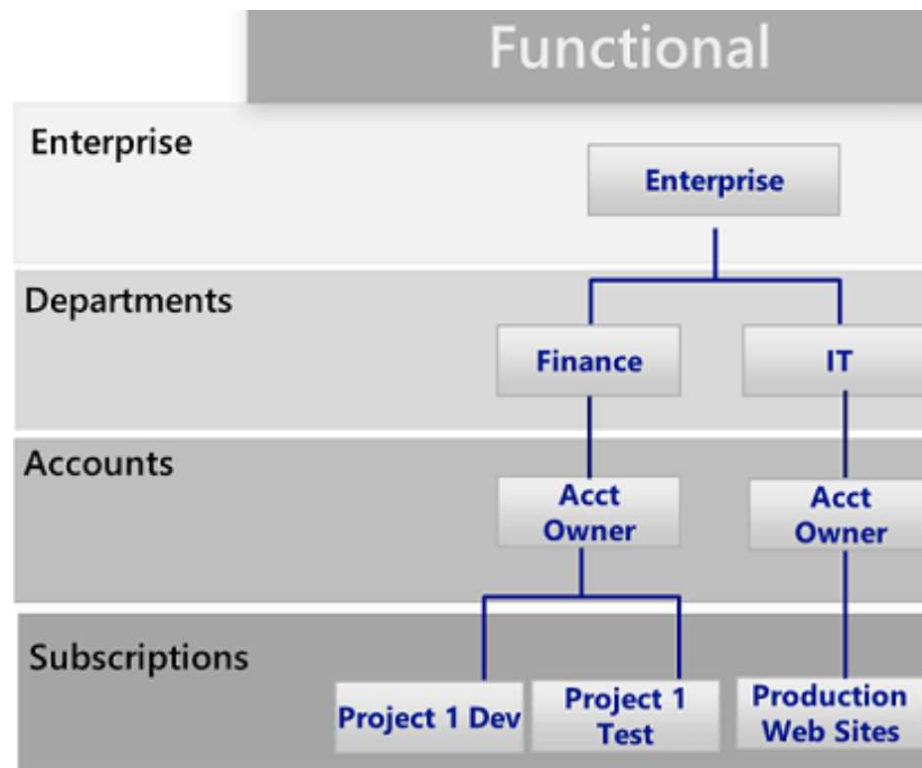 Functional
Enterprise
Enterprise
Departments
Finance
IT
Accounts
Acct
Owner
Acct
Owner
Subscriptions
Project 1 Dev
Project 1
Test
Production
Web Sites